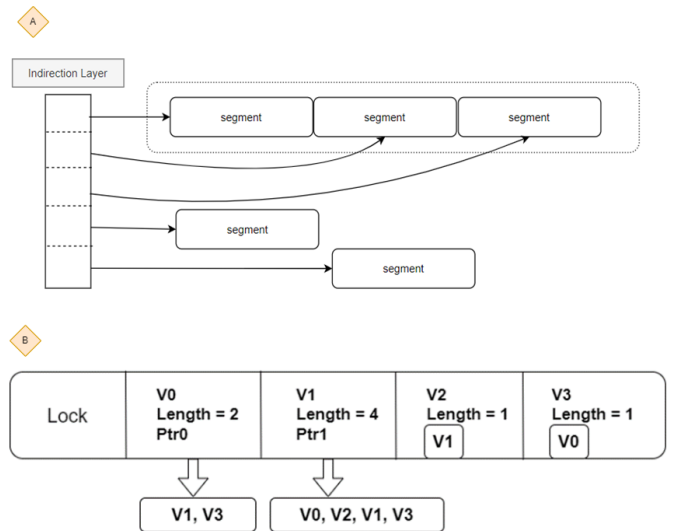 A
Indirection Layer
segment segment segment
segment
segment
B
Lock
V0
Length = 2
Ptr0
V1
Length = 4
Ptr1
V2
Length = 1
V1
V3
Length = 1
V0
V1, V3
V0, V2, V1, V3